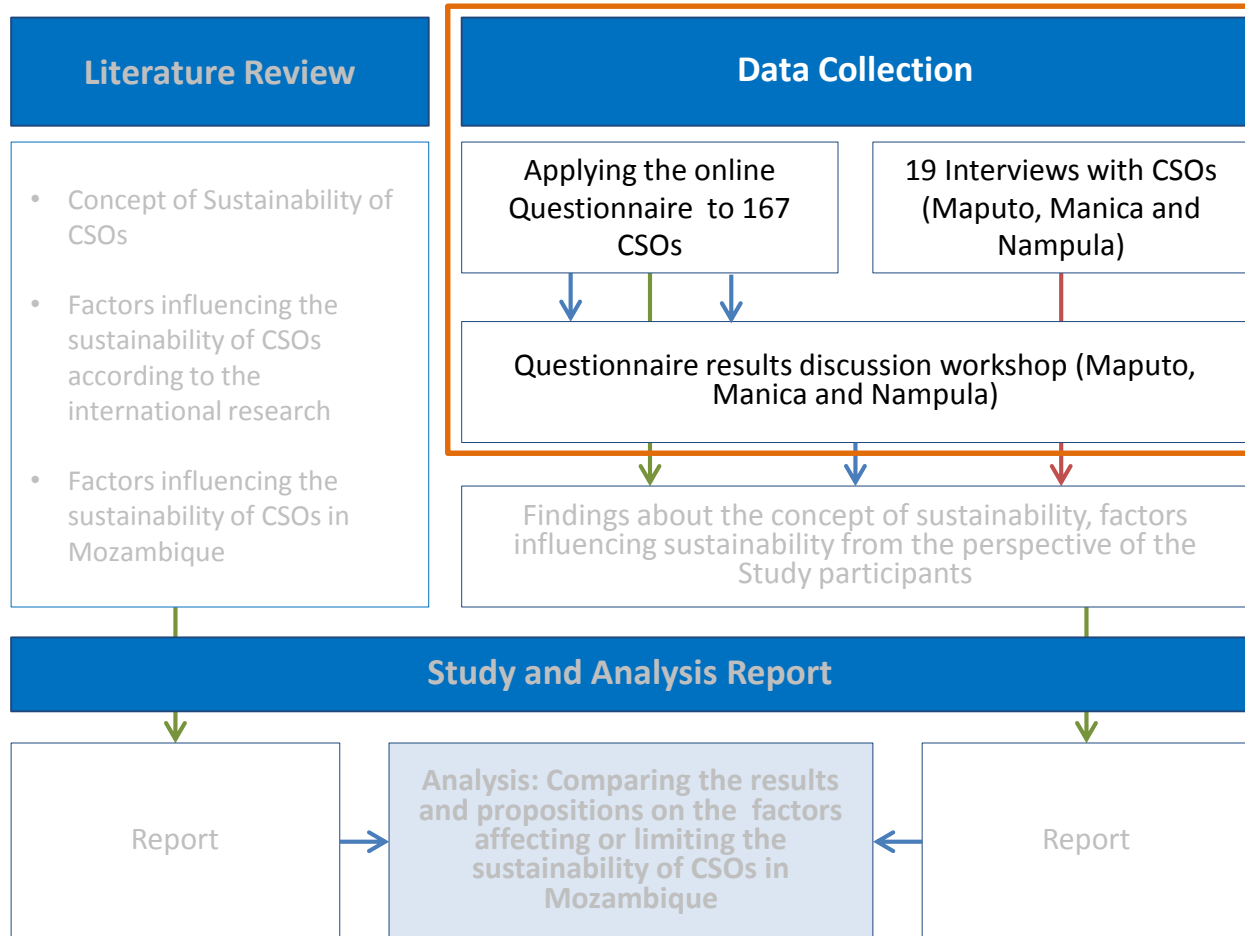 Literature Review
• Concept of Sustainability of
CSOs
• Factors influencing the
sustainability of CSOs
according to the
international research
• Factors influencing the
sustainability of CSOs in
Mozambique
Data Collection
Applying the online
Questionnaire to 167
CSOs
19 Interviews with CSOs
(Maputo, Manica and
Nampula)
Questionnaire results discussion workshop (Maputo,
Manica and Nampula)
Findings about the concept of sustainability, factors
influencing sustainability from the perspective of the
Study participants
Study and Analysis Report
Report
Analysis: Comparing the results
and propositions on the factors
affecting or limiting the
sustainability of CSOs in
Mozambique
Report